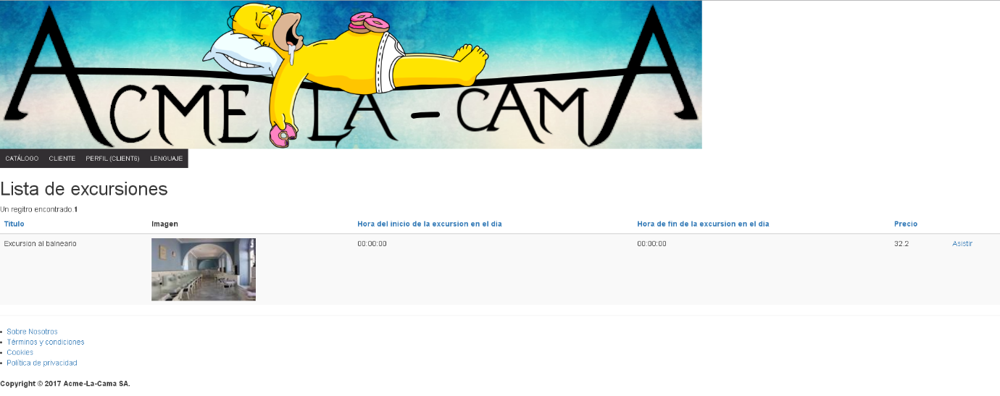 ACME-LA-CAMA
CATÁLOGO CLIENTE PERFIL (CLIENT6) LENGUAJE
Lista de excursiones
Un regitro encontrado.1
Titulo Imagen Hora del inicio de la excursion en el dia Hora de fin de la excursion en el dia Precio
Excursion al balneario 00:00:00 00:00:00 32.2 Asistir
• Sobre Nosotros
• Términos y condiciones
• Cookies
• Política de privacidad
Copyright © 2017 Acme-La-Cama SA.